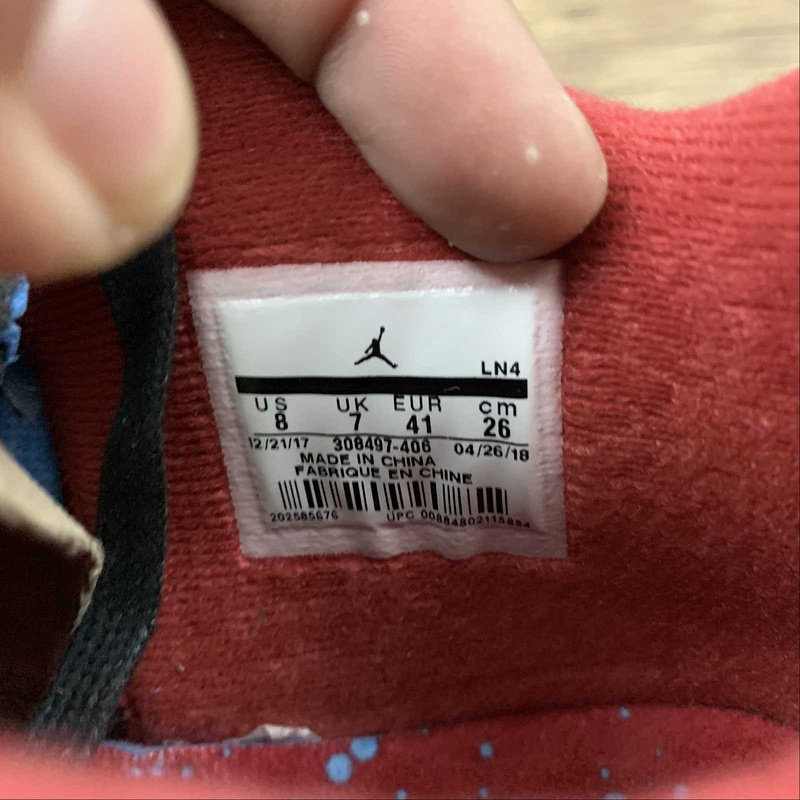 LN4
US UK EUR cm
8 7 41 26
12/21/17 308497-406 04/26/18
MADE IN CHINA
FABRIQUE EN CHINE
202585676 UPC 00884802115884